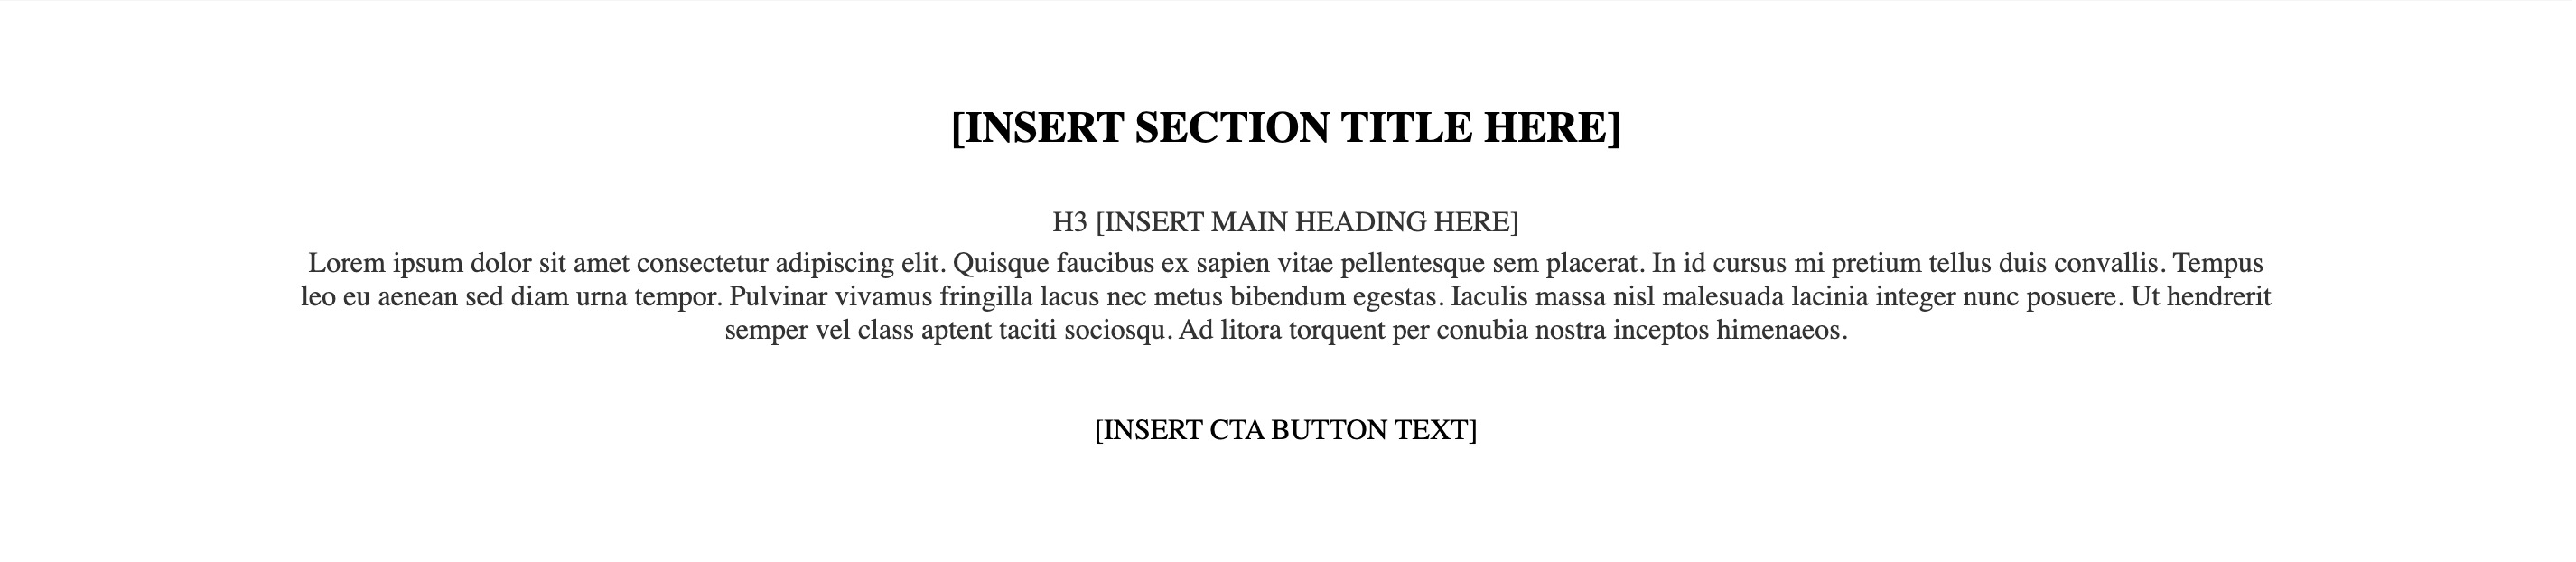 [INSERT SECTION TITLE HERE]
H3 [INSERT MAIN HEADING HERE]
Lorem ipsum dolor sit amet consectetur adipiscing elit. Quisque faucibus ex sapien vitae pellentesque sem placerat. In id cursus mi pretium tellus duis convallis. Tempus
leo eu aenean sed diam urna tempor. Pulvinar vivamus fringilla lacus nec metus bibendum egestas. Iaculis massa nisl malesuada lacinia integer nunc posuere. Ut hendrerit
semper vel class aptent taciti sociosqu. Ad litora torquent per conubia nostra inceptos himenaeos.
[INSERT CTA BUTTON TEXT]